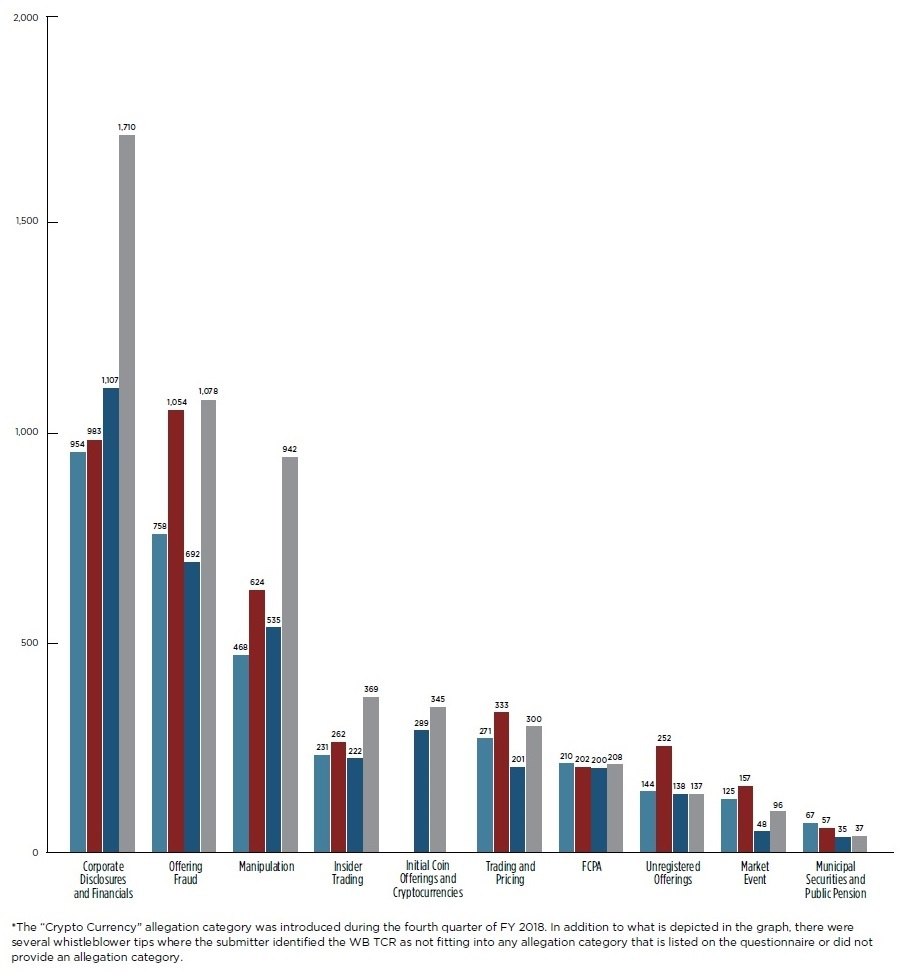 2,000
1,500
1,000
500
0
954
983
1,107
1,710
758
1,054
692
1,078
468
624
535
942
231
262
222
369
289
345
271
333
201
300
210
202
200
208
144
252
138
137
125
157
48
96
67
57
35
37
Corporate
Disclosures
and Financials
Offering
Fraud
Manipulation
Insider
Trading
Initial Coin
Offerings and
Cryptocurrencies
Trading and
Pricing
FCPA
Unregistered
Offerings
Market
Event
Municipal
Securities and
Public Pension
*The “Crypto Currency” allegation category was introduced during the fourth quarter of FY 2018. In addition to what is depicted in the graph, there were
several whistleblower tips where the submitter identified the WB TCR as not fitting into any allegation category that is listed on the questionnaire or did not
provide an allegation category.